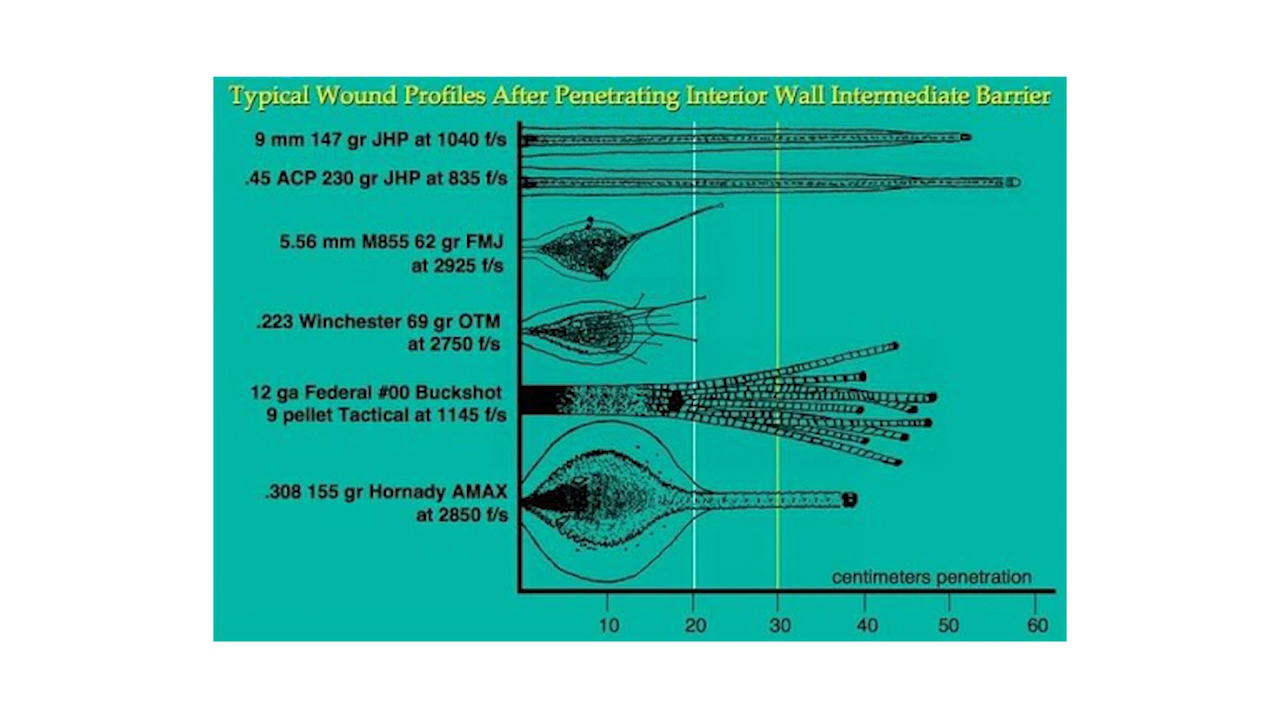 Typical Wound Profiles After Penetrating Interior Wall Intermediate Barrier
9 mm 147 gr JHP at 1040 f/s
.45 ACP 230 gr JHP at 835 f/s
5.56 mm M855 62 gr FMJ
at 2925 f/s
.223 Winchester 69 gr OTM
at 2750 f/s
12 ga Federal #00 Buckshot
9 pellet Tactical at 1145 f/s
.308 155 gr Hornady AMAX
at 2850 f/s
centimeters penetration
10 20 30 40 50 60